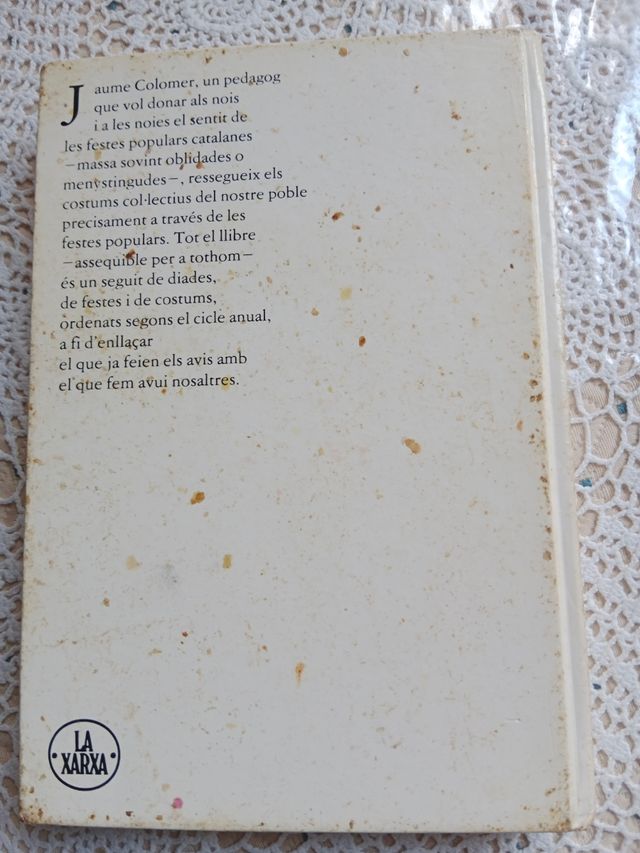 Jaume Colomer, un pedagog
que vol donar als nois
i a les noies el sentit de
les festes populars catalanes
—massa sovint oblidades o
menystingudes—, ressegueix els
costums col·lectius del nostre poble
precisament a través de les
festes populars. Tot el llibre
—assequible per a tothom—
és un seguit de diades,
de festes i de costums,
ordenats segons el cicle anual,
a fi d'enllaçar
el que ja feien els avis amb
el que fem avui nosaltres.
LA
XARXA